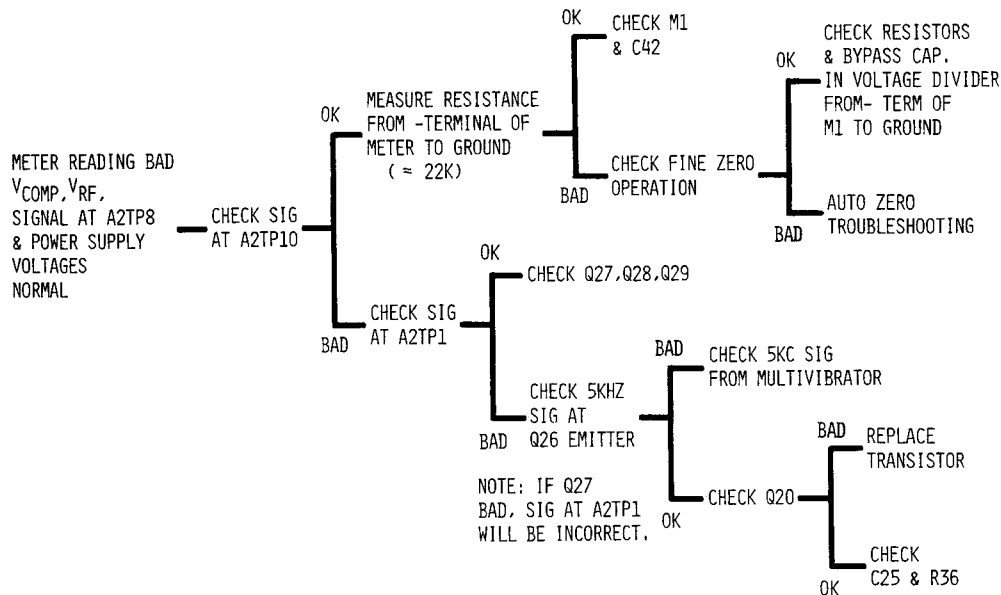 METER READING BAD
VCOMP, VRF,
SIGNAL AT A2TP8
& POWER SUPPLY
VOLTAGES
NORMAL
CHECK SIG
AT A2TP10
OK
MEASURE RESISTANCE
FROM -TERMINAL OF
METER TO GROUND
( ≈ 22K)
OK
CHECK M1
& C42
BAD
CHECK FINE ZERO
OPERATION
OK
CHECK RESISTORS
& BYPASS CAP.
IN VOLTAGE DIVIDER
FROM- TERM OF
M1 TO GROUND
BAD
AUTO ZERO
TROUBLESHOOTING
BAD
CHECK SIG
AT A2TP1
OK
CHECK Q27,Q28,Q29
BAD
CHECK 5KHZ
SIG AT
Q26 EMITTER
BAD
CHECK 5KC SIG
FROM MULTIVIBRATOR
OK
CHECK Q20
BAD
REPLACE
TRANSISTOR
OK
CHECK
C25 & R36
NOTE: IF Q27
BAD, SIG AT A2TP1
WILL BE INCORRECT.